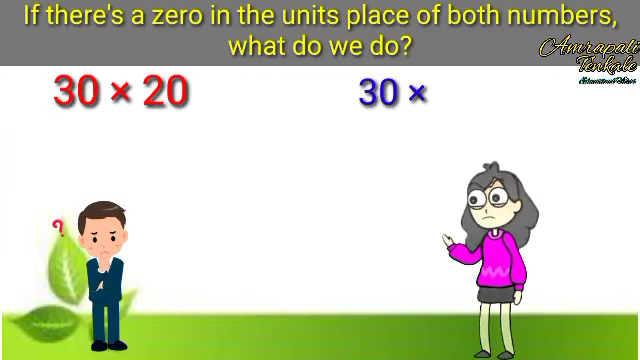 If there's a zero in the units place of both numbers,
what do we do?
Amrapali
Tenkale
30 × 20
30 ×
?